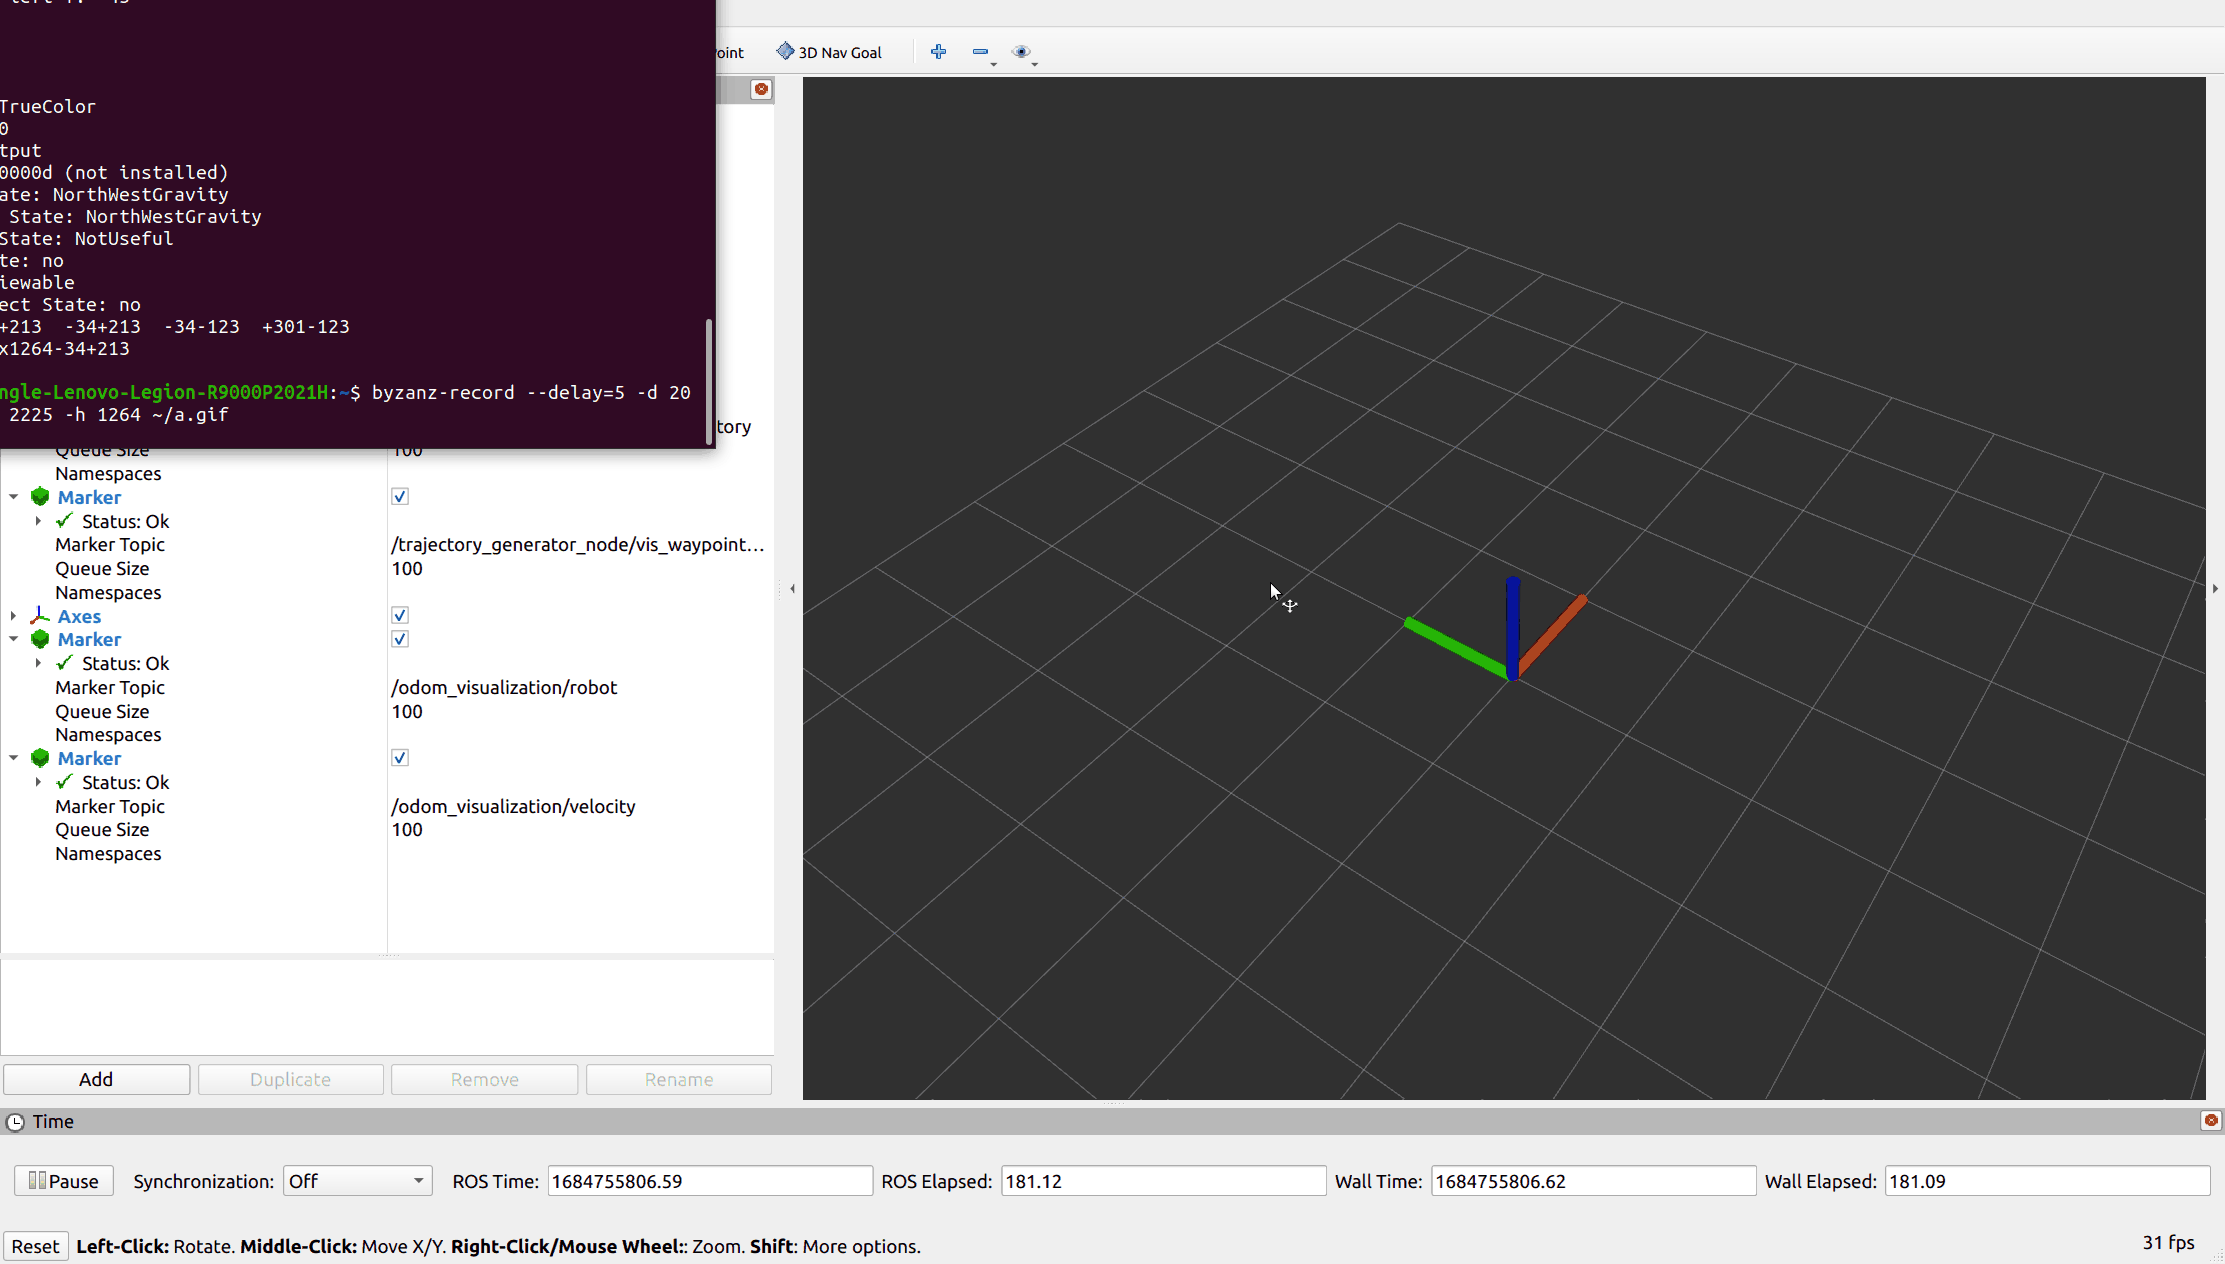 TrueColor
0
tput
0000d (not installed)
ate: NorthWestGravity
State: NorthWestGravity
State: NotUseful
te: no
iewable
ect State: no
+213  -34+213  -34-123  +301-123
x1264-34+213
ngle-Lenovo-Legion-R9000P2021H:~$ byzanz-record --delay=5 -d 20
2225 -h 1264 ~/a.gif
oint
3D Nav Goal
tory
Queue Size 100
Namespaces
Marker
Status: Ok
Marker Topic /trajectory_generator_node/vis_waypoint...
Queue Size 100
Namespaces
Axes
Marker
Status: Ok
Marker Topic /odom_visualization/robot
Queue Size 100
Namespaces
Marker
Status: Ok
Marker Topic /odom_visualization/velocity
Queue Size 100
Namespaces
Add Duplicate Remove Rename
Time
Pause Synchronization: Off ROS Time: 1684755806.59 ROS Elapsed: 181.12 Wall Time: 1684755806.62 Wall Elapsed: 181.09
Reset Left-Click: Rotate. Middle-Click: Move X/Y. Right-Click/Mouse Wheel:: Zoom. Shift: More options. 31 fps